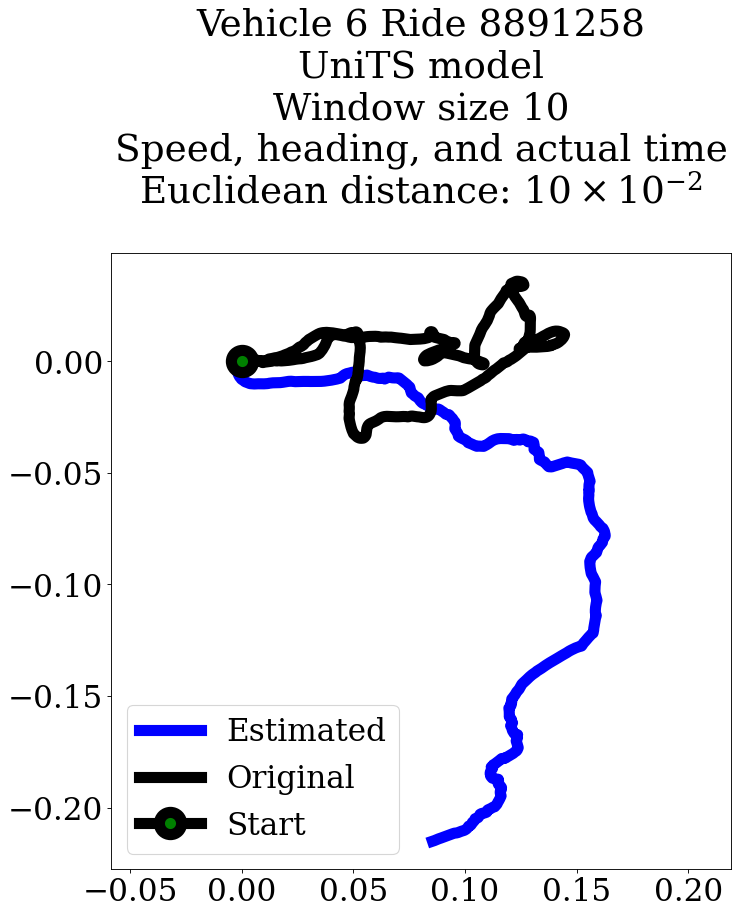 Vehicle 6 Ride 8891258
UniTS model
Window size 10
Speed, heading, and actual time
Euclidean distance: 10 × 10⁻²
0.00
−0.05
−0.10
−0.15
−0.20
Estimated
Original
Start
−0.05 0.00 0.05 0.10 0.15 0.20